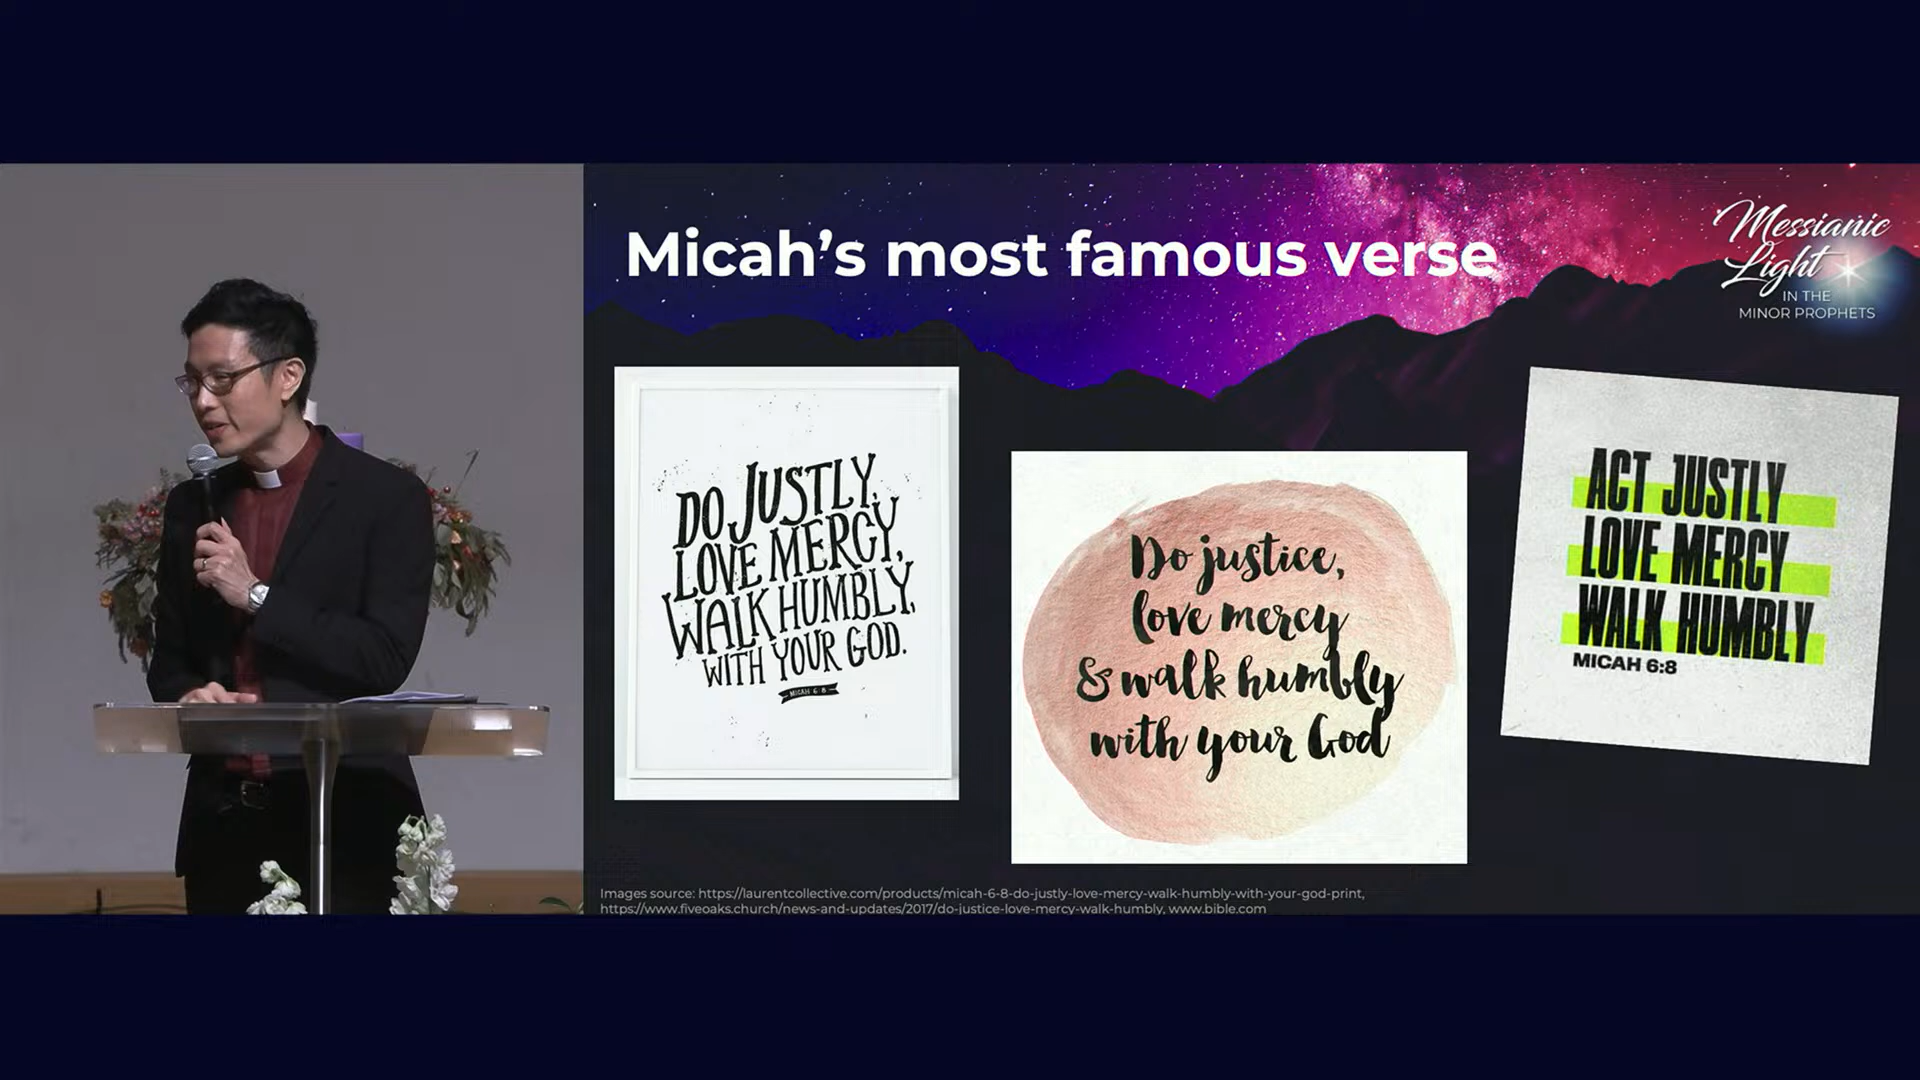 Micah's most famous verse
Messianic
Light
IN THE
MINOR PROPHETS
DO JUSTLY,
LOVE MERCY,
WALK HUMBLY,
WITH YOUR GOD.
MICAH 6:8
Do justice,
love mercy
& walk humbly
with your God
ACT JUSTLY
LOVE MERCY
WALK HUMBLY
MICAH 6:8
Images source: https://laurentcollective.com/products/micah-6-8-do-justly-love-mercy-walk-humbly-with-your-god-print,
https://www.fiveoaks.church/news-and-updates/2017/do-justice-love-mercy-walk-humbly, www.bible.com